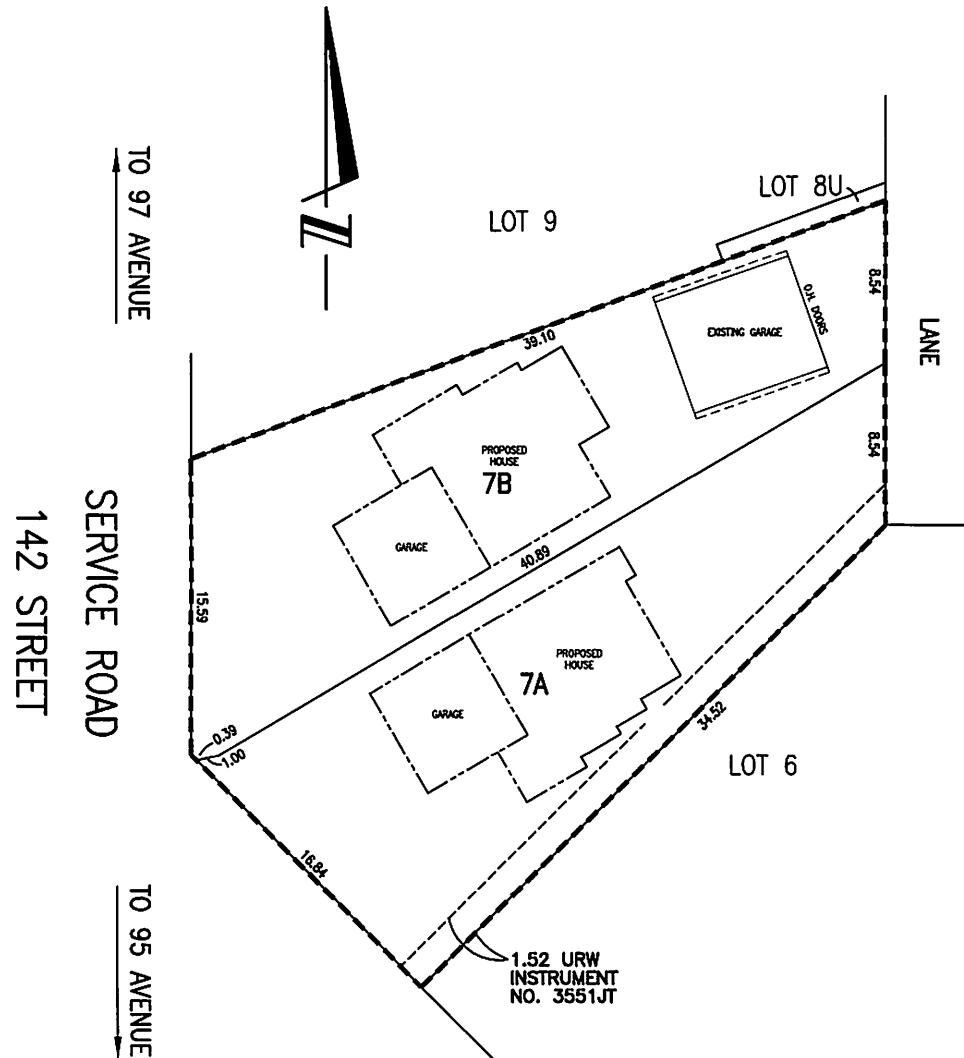 TO 97 AVENUE
LOT 9
LOT 8U
N
8.54
O.H. DOORS
EXISTING GARAGE
LANE
39.10
8.54
PROPOSED
HOUSE
7B
GARAGE
40.89
SERVICE ROAD
142 STREET
15.59
PROPOSED
HOUSE
7A
GARAGE
34.52
0.39
1.00
LOT 6
16.84
TO 95 AVENUE
1.52 URW
INSTRUMENT
NO. 3551JT